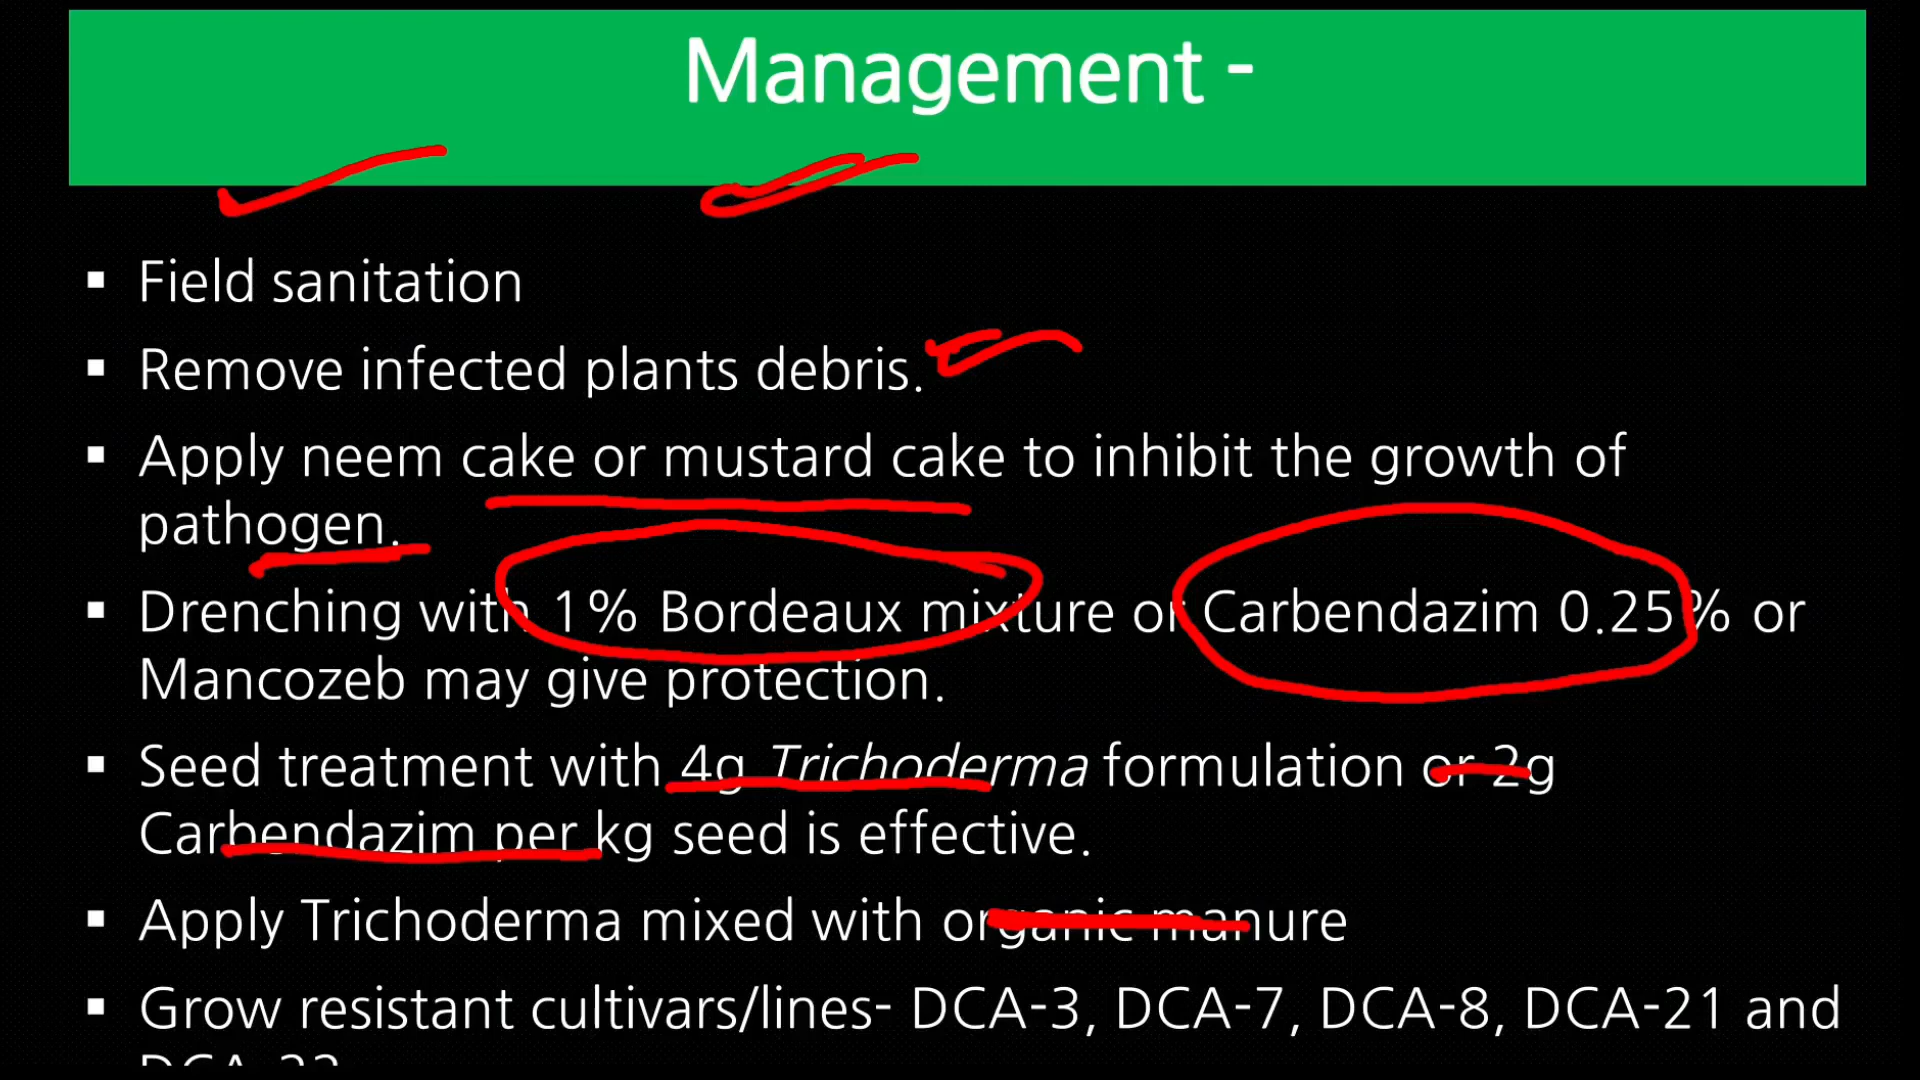 Management -
▪ Field sanitation
▪ Remove infected plants debris.
▪ Apply neem cake or mustard cake to inhibit the growth of
pathogen.
▪ Drenching with 1% Bordeaux mixture or Carbendazim 0.25% or
Mancozeb may give protection.
▪ Seed treatment with 4g Trichoderma formulation or 2g
Carbendazim per kg seed is effective.
▪ Apply Trichoderma mixed with organic manure
▪ Grow resistant cultivars/lines- DCA-3, DCA-7, DCA-8, DCA-21 and